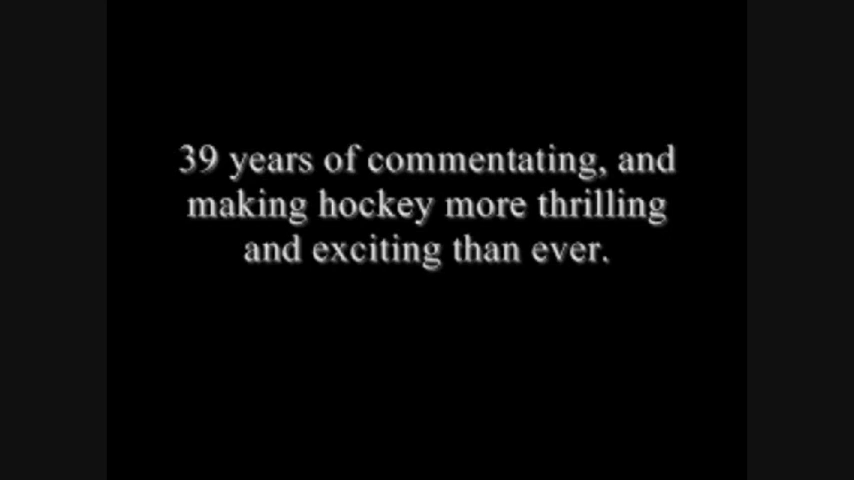 39 years of commentating, and
making hockey more thrilling
and exciting than ever.